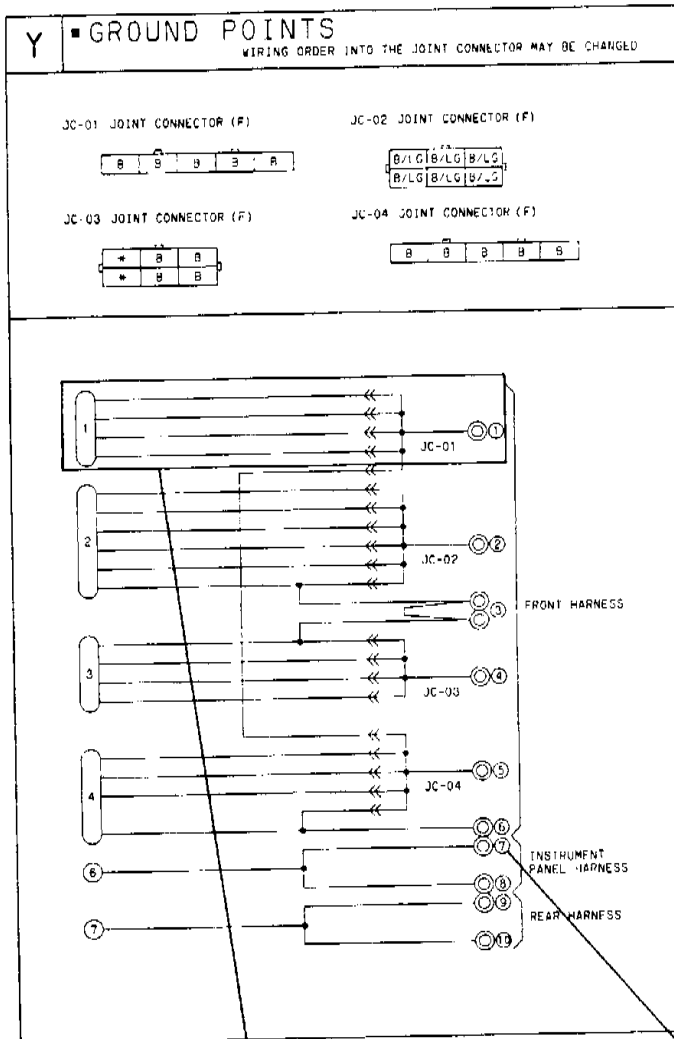 Y
GROUND POINTS
WIRING ORDER INTO THE JOINT CONNECTOR MAY BE CHANGED
JC-01 JOINT CONNECTOR (F)
B B B B B
JC-02 JOINT CONNECTOR (F)
B/LG B/LG B/LG
B/LG B/LG B/LG
JC-03 JOINT CONNECTOR (F)
* B B
* B B
JC-04 JOINT CONNECTOR (F)
B B B B B
1
JC-01
1
2
JC-02
2
3
FRONT HARNESS
3
JC-03
4
4
JC-04
5
6
6
7
8
INSTRUMENT
PANEL HARNESS
7
9
10
REAR HARNESS